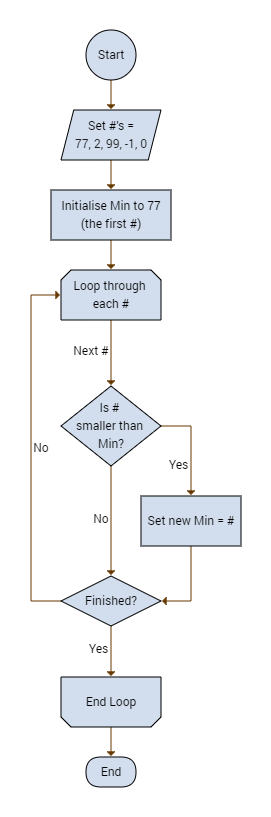 Start
Set #'s =
77, 2, 99, -1, 0
Initialise Min to 77
(the first #)
Loop through
each #
Next #
Is #
smaller than
Min?
Yes
No
No
Set new Min = #
Finished?
Yes
End Loop
End